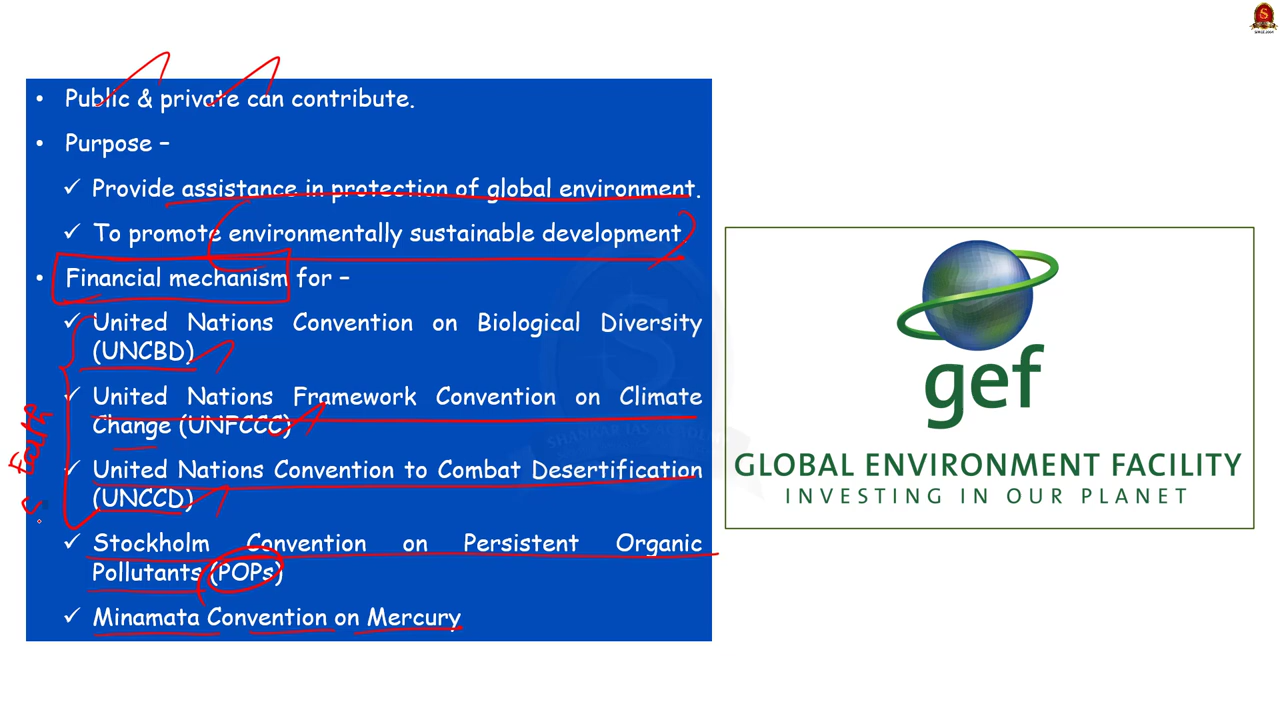 • Public & private can contribute.
• Purpose –
✓ Provide assistance in protection of global environment.
✓ To promote environmentally sustainable development.
• Financial mechanism for –
✓ United Nations Convention on Biological Diversity
(UNCBD)
✓ United Nations Framework Convention on Climate
Change (UNFCCC)
✓ United Nations Convention to Combat Desertification
(UNCCD)
✓ Stockholm Convention on Persistent Organic
Pollutants (POPs)
✓ Minamata Convention on Mercury
Earth
S
gef
GLOBAL ENVIRONMENT FACILITY
INVESTING IN OUR PLANET